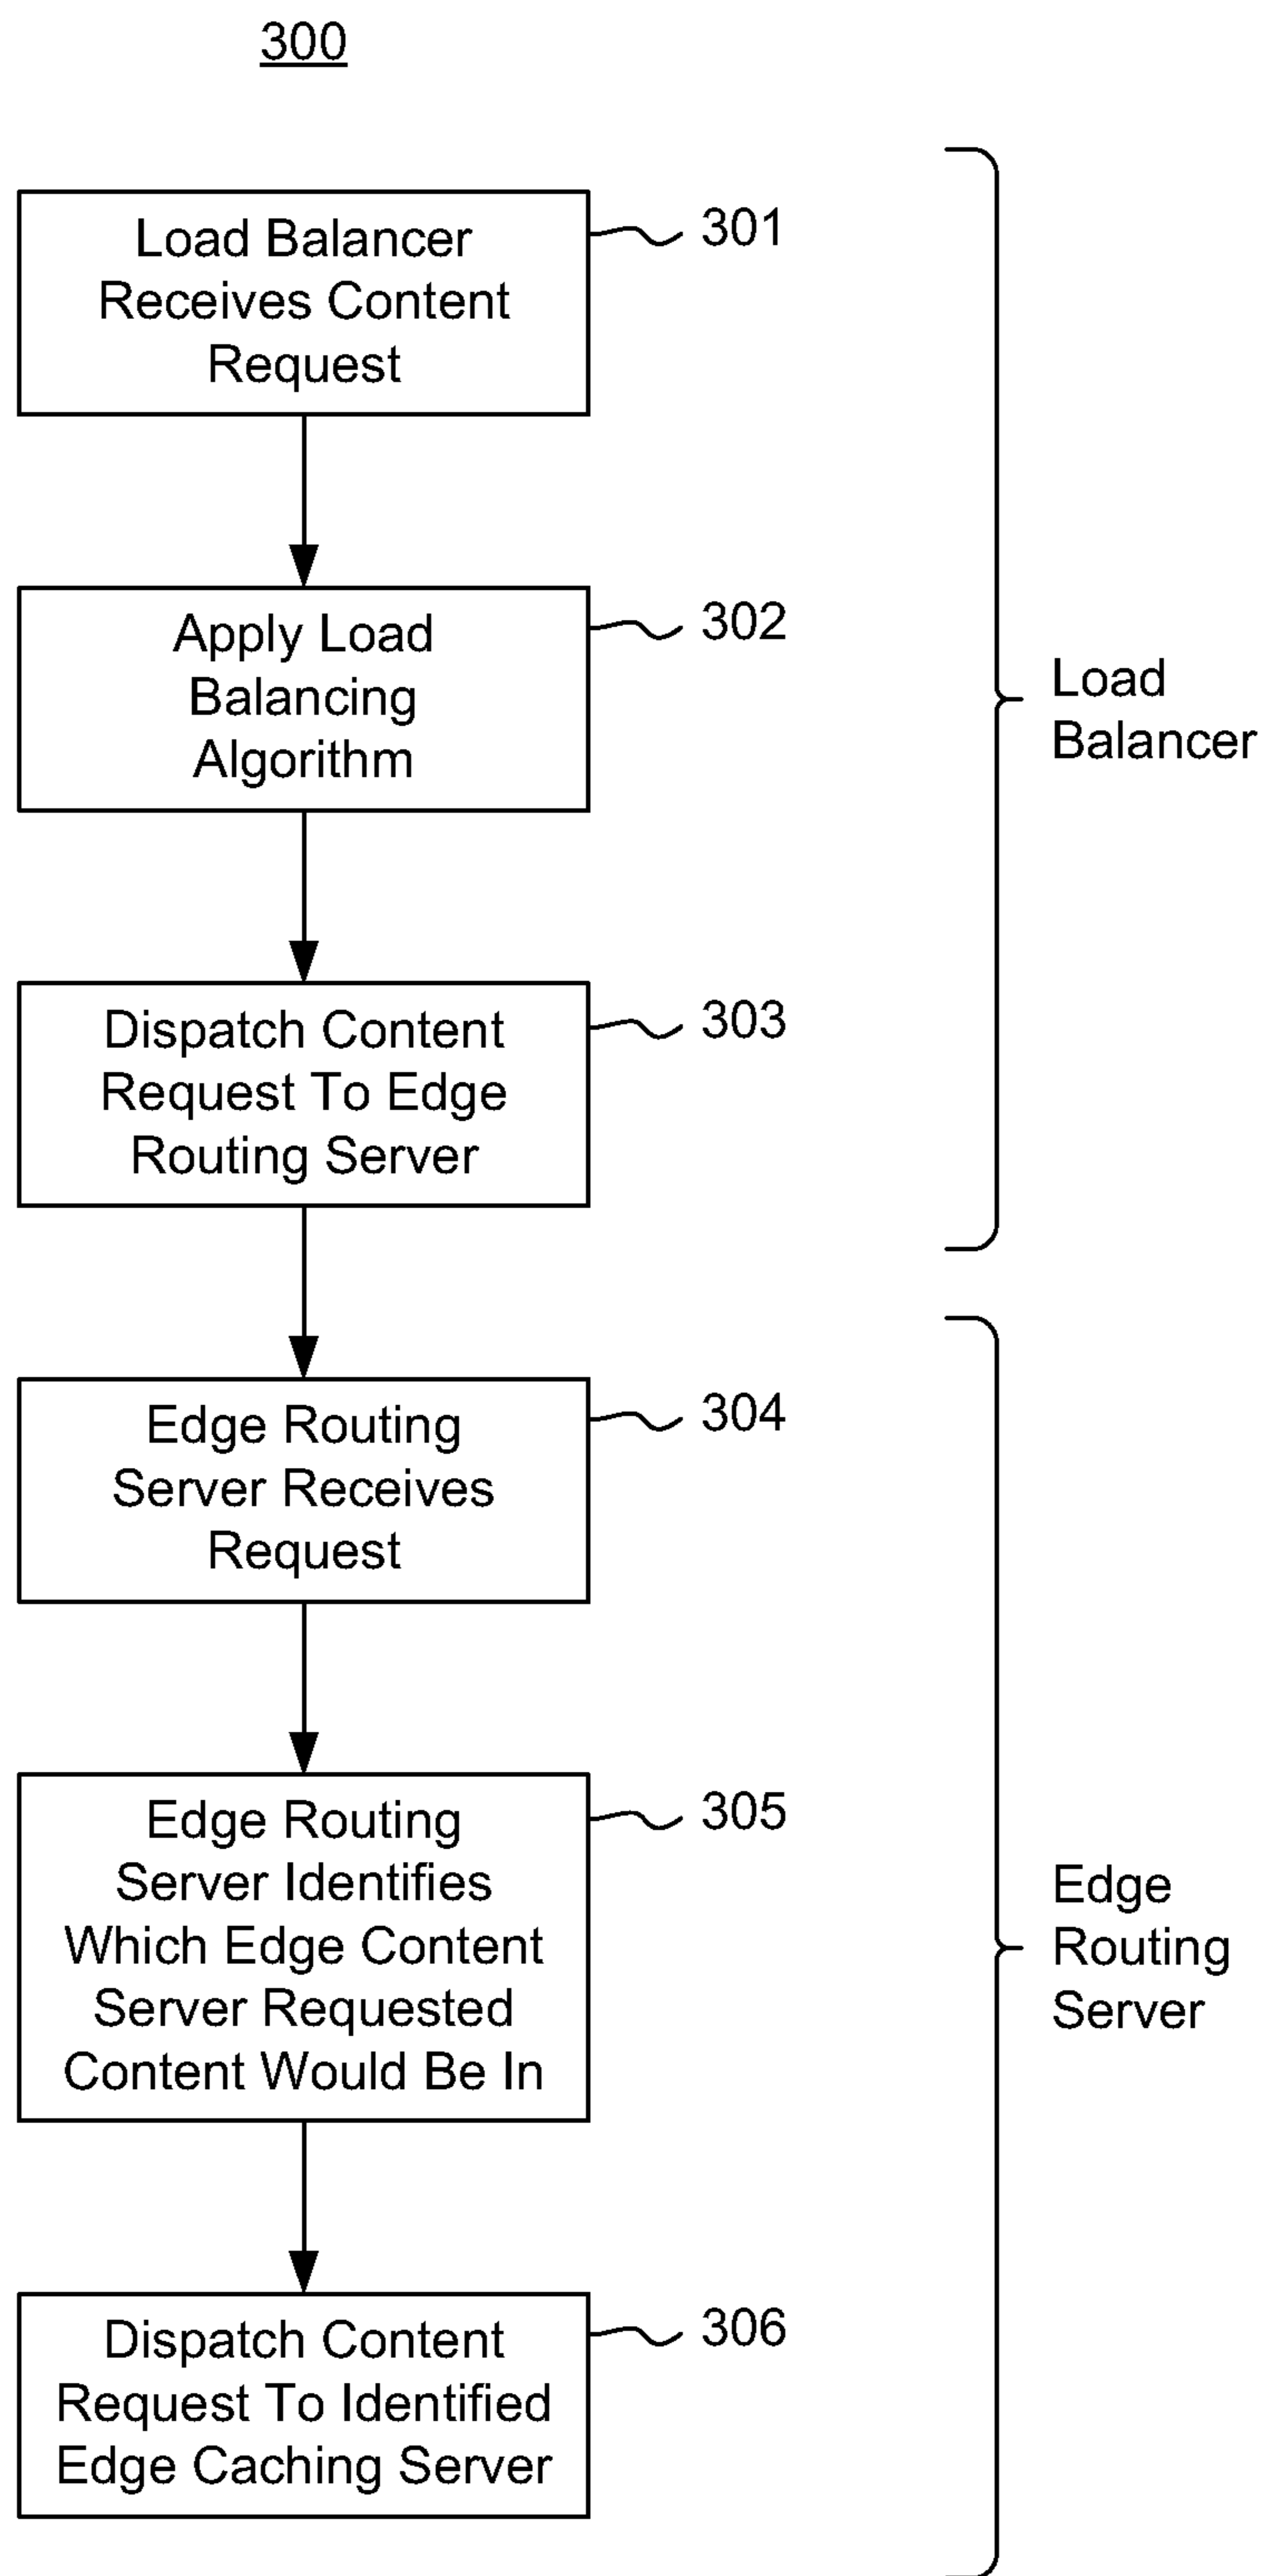 300
Load Balancer
Receives Content
Request
301
Apply Load
Balancing
Algorithm
302
Dispatch Content
Request To Edge
Routing Server
303
Load
Balancer
Edge Routing
Server Receives
Request
304
Edge Routing
Server Identifies
Which Edge Content
Server Requested
Content Would Be In
305
Dispatch Content
Request To Identified
Edge Caching Server
306
Edge
Routing
Server